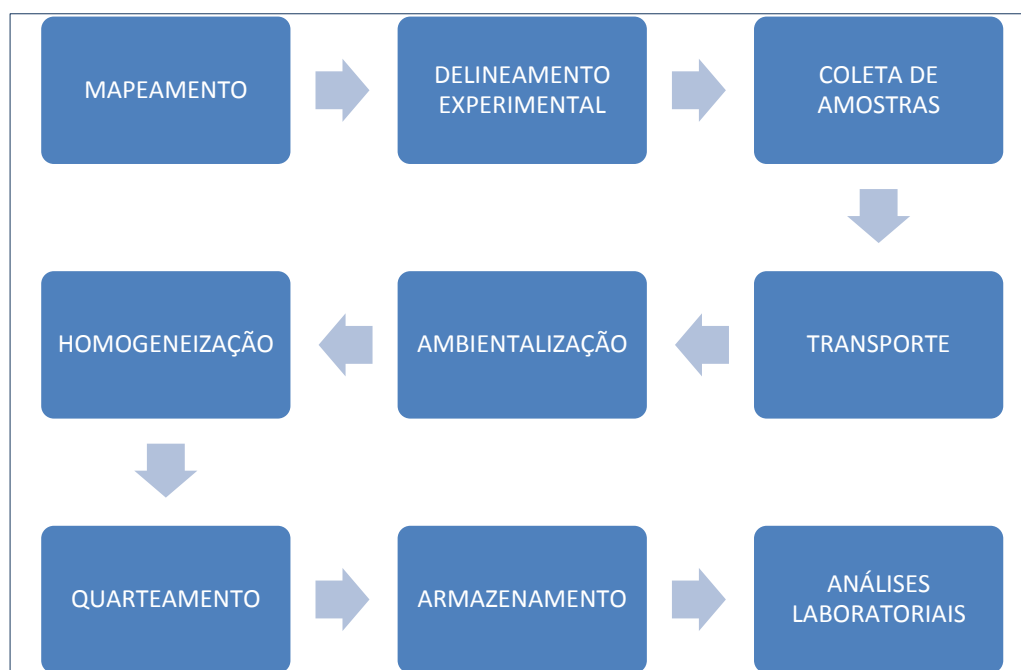 MAPEAMENTO
DELINEAMENTO
EXPERIMENTAL
COLETA DE
AMOSTRAS
TRANSPORTE
AMBIENTALIZAÇÃO
HOMOGENEIZAÇÃO
QUARTEAMENTO
ARMAZENAMENTO
ANÁLISES
LABORATORIAIS